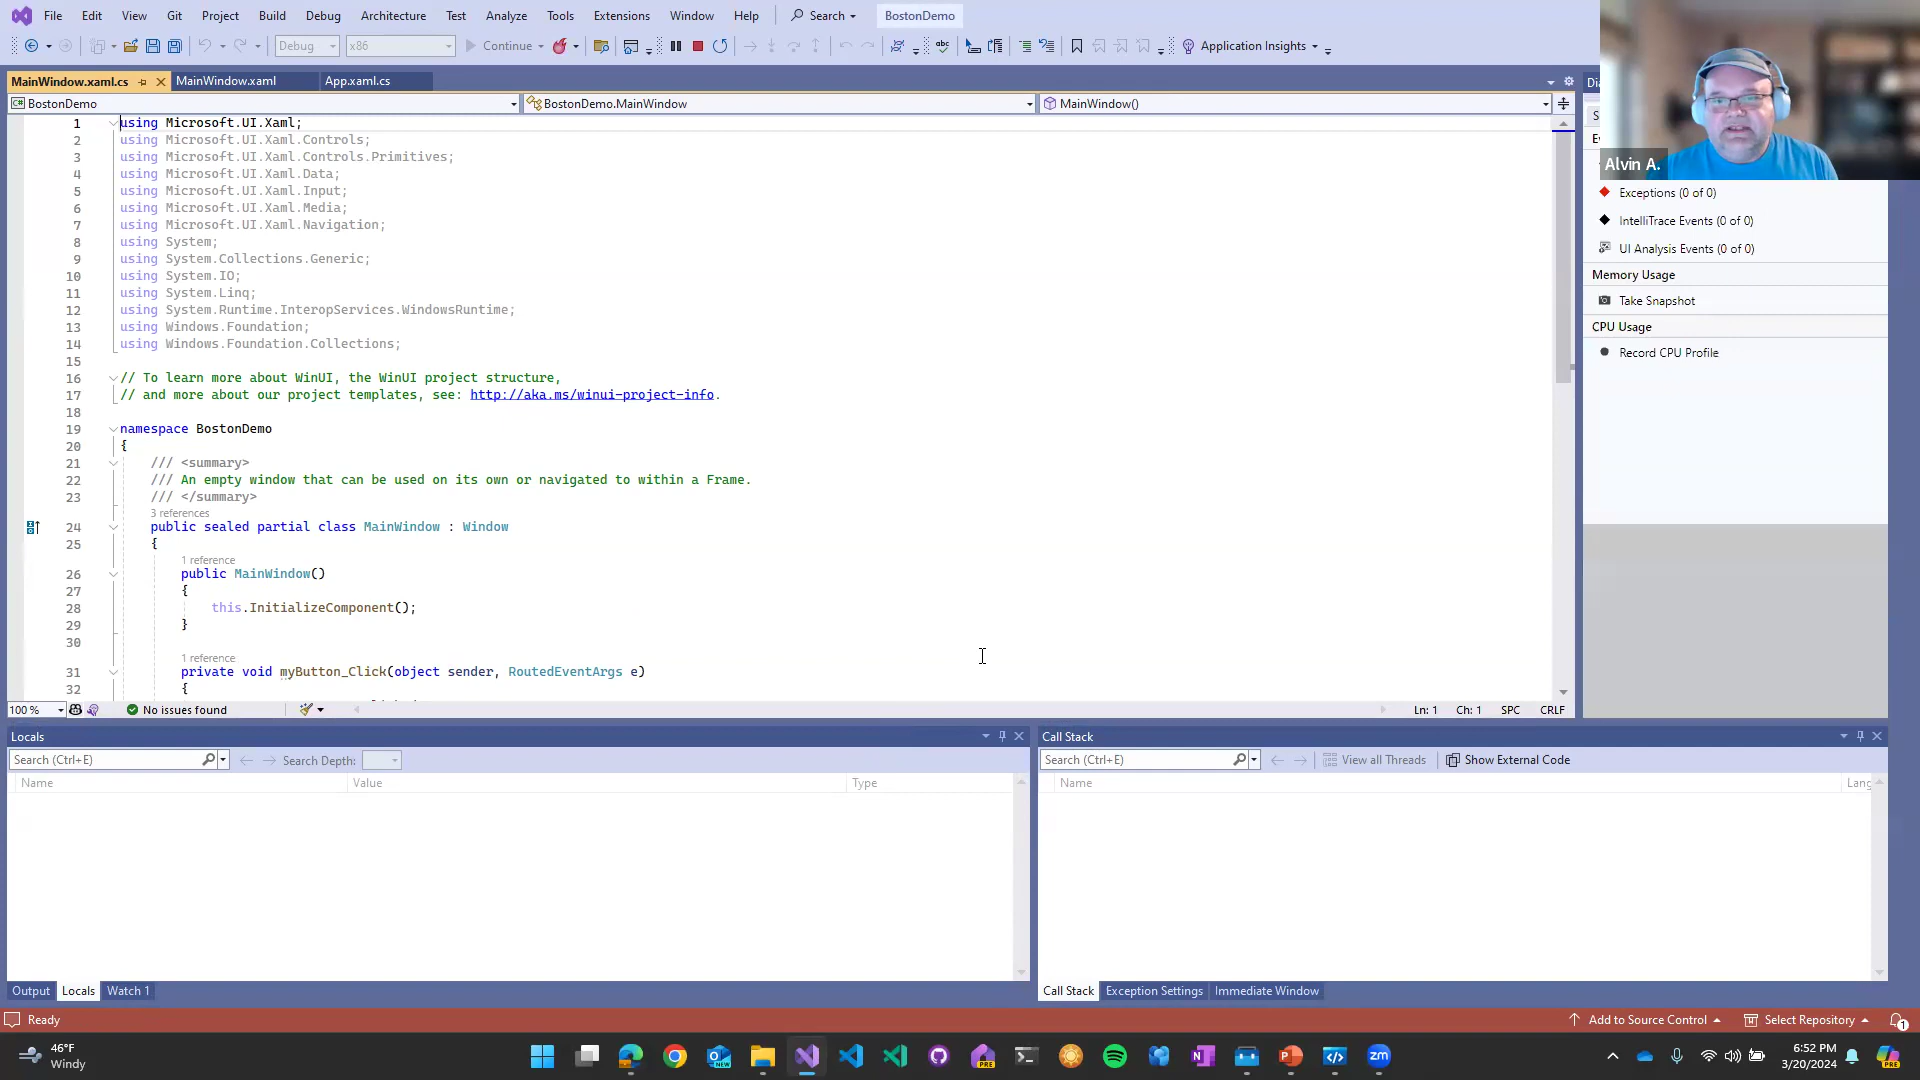 File Edit View Git Project Build Debug Architecture Test Analyze Tools Extensions Window Help Search BostonDemo
Debug x86 Continue Application Insights
MainWindow.xaml.cs MainWindow.xaml App.xaml.cs
BostonDemo BostonDemo.MainWindow MainWindow()
1 using Microsoft.UI.Xaml;
2 using Microsoft.UI.Xaml.Controls;
3 using Microsoft.UI.Xaml.Controls.Primitives;
4 using Microsoft.UI.Xaml.Data;
5 using Microsoft.UI.Xaml.Input;
6 using Microsoft.UI.Xaml.Media;
7 using Microsoft.UI.Xaml.Navigation;
8 using System;
9 using System.Collections.Generic;
10 using System.IO;
11 using System.Linq;
12 using System.Runtime.InteropServices.WindowsRuntime;
13 using Windows.Foundation;
14 using Windows.Foundation.Collections;
15
16 // To learn more about WinUI, the WinUI project structure,
17 // and more about our project templates, see: http://aka.ms/winui-project-info.
18
19 namespace BostonDemo
20 {
21 /// <summary>
22 /// An empty window that can be used on its own or navigated to within a Frame.
23 /// </summary>
3 references
24 public sealed partial class MainWindow : Window
25 {
1 reference
26 public MainWindow()
27 {
28 this.InitializeComponent();
29 }
30
1 reference
31 private void myButton_Click(object sender, RoutedEventArgs e)
32 {
100 % No issues found Ln: 1 Ch: 1 SPC CRLF
Alvin A.
Exceptions (0 of 0)
IntelliTrace Events (0 of 0)
UI Analysis Events (0 of 0)
Memory Usage
Take Snapshot
CPU Usage
Record CPU Profile
Locals
Search (Ctrl+E) Search Depth:
Name Value Type
Output Locals Watch 1
Call Stack
Search (Ctrl+E) View all Threads Show External Code
Name Lang
Call Stack Exception Settings Immediate Window
Ready Add to Source Control Select Repository 1
46°F
Windy
NEW PRE zm
6:52 PM
3/20/2024
PRE